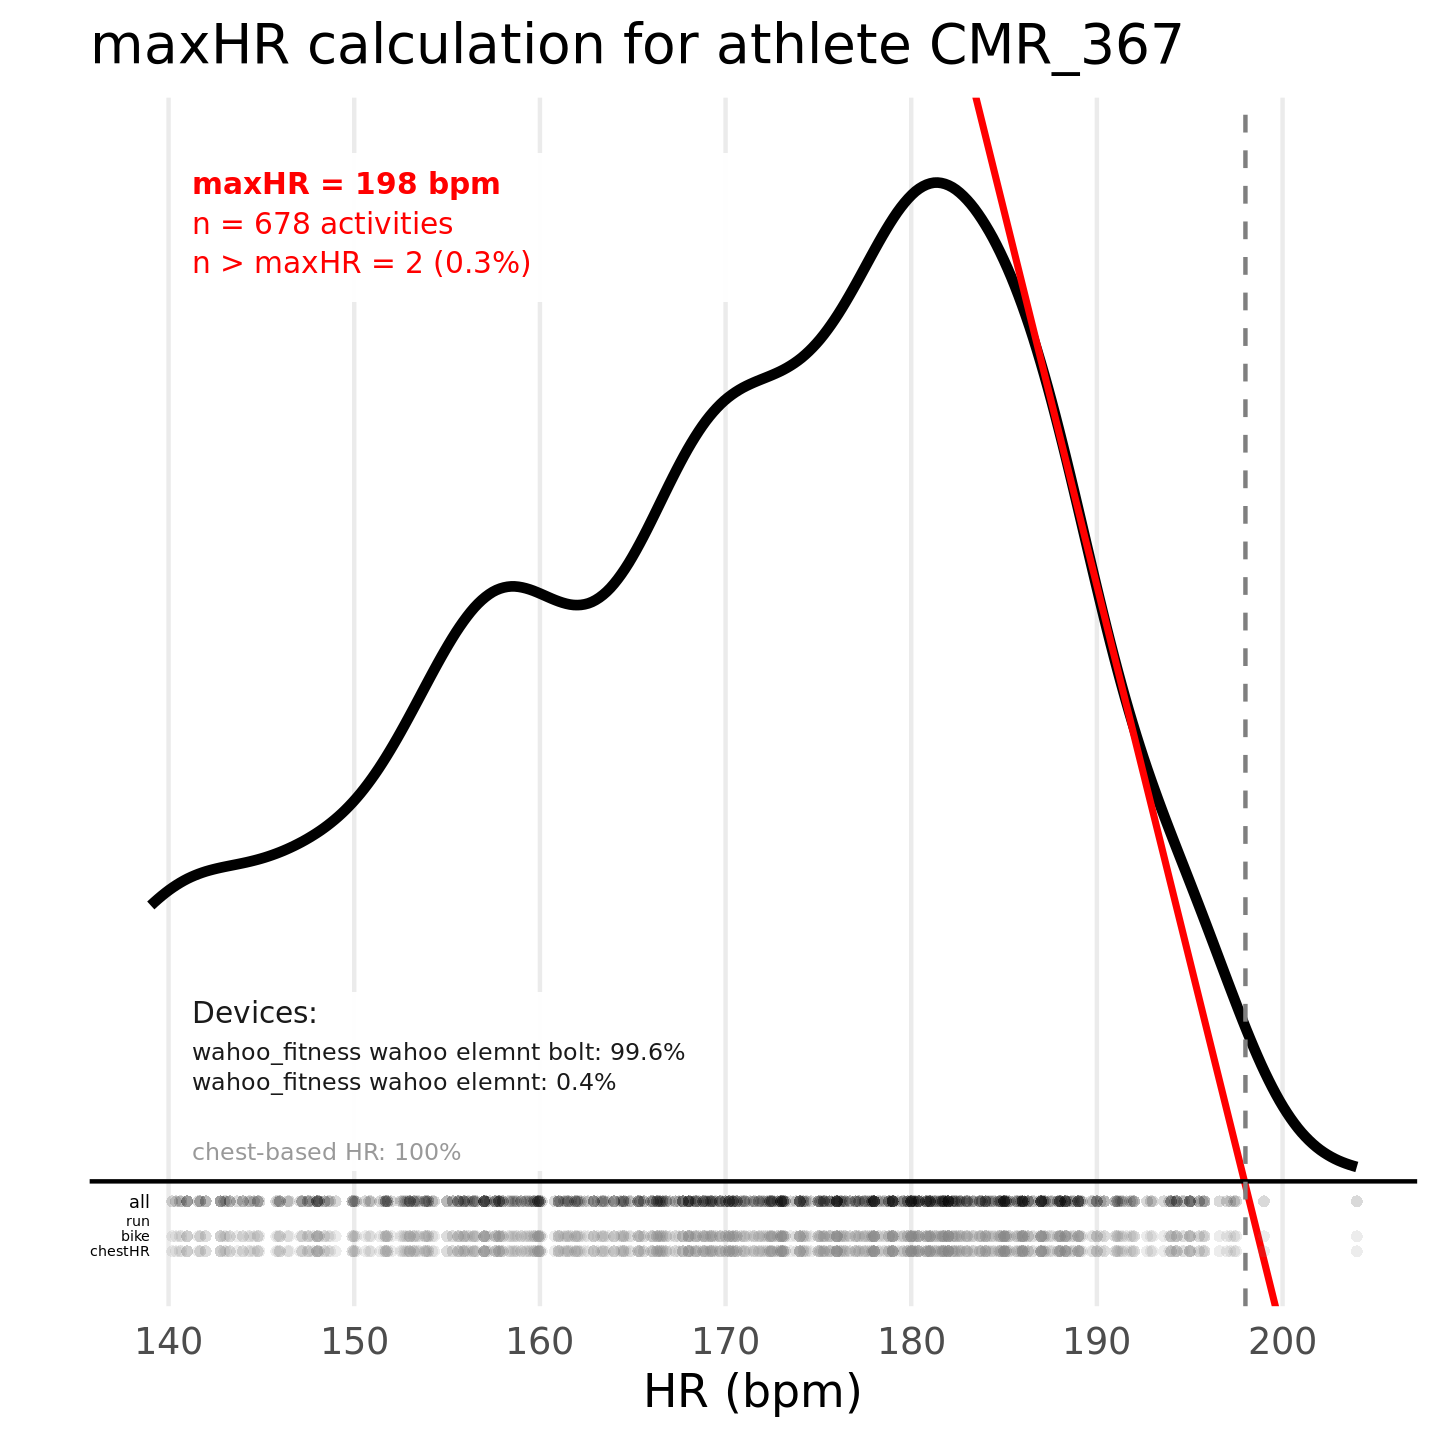 maxHR calculation for athlete CMR_367
maxHR = 198 bpm
n = 678 activities
n > maxHR = 2 (0.3%)
Devices:
wahoo_fitness wahoo elemnt bolt: 99.6%
wahoo_fitness wahoo elemnt: 0.4%
chest-based HR: 100%
all
run
bike
chestHR
140 150 160 170 180 190 200
HR (bpm)